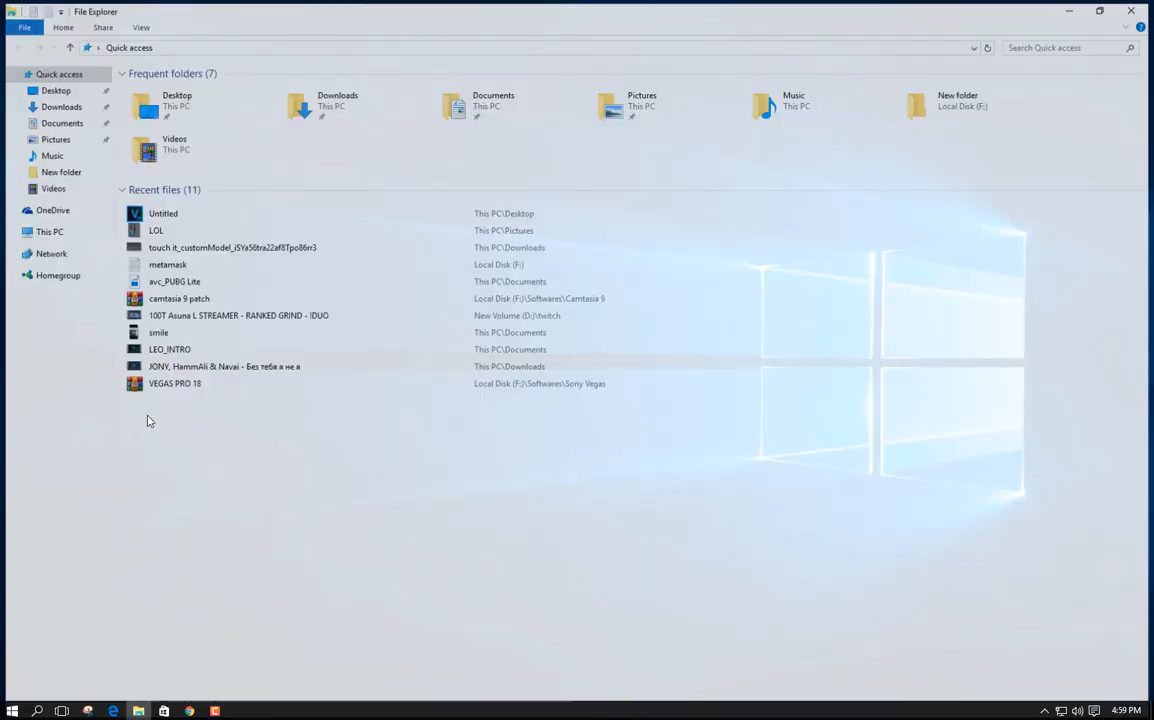 File Explorer
File Home Share View
Quick access Search Quick access
Quick access
Desktop
Downloads
Documents
Pictures
Music
New folder
Videos
OneDrive
This PC
Network
Homegroup
Frequent folders (7)
Desktop
This PC
Downloads
This PC
Documents
This PC
Pictures
This PC
Music
This PC
New folder
Local Disk (F:)
Videos
This PC
Recent files (11)
Untitled This PC\Desktop
LOL This PC\Pictures
touch it_customModel_iSYa56tra22af8Tpo86rr3 This PC\Downloads
metamask Local Disk (F:)
avc_PUBG Lite This PC\Documents
camtasia 9 patch Local Disk (F:)\Softwares\Camtasia 9
100T Asuna L STREAMER - RANKED GRIND - !DUO New Volume (D:)\twitch
smile This PC\Documents
LEO_INTRO This PC\Documents
JONY, HammAli & Navai - Без тебя я не я This PC\Downloads
VEGAS PRO 18 Local Disk (F:)\Softwares\Sony Vegas
4:59 PM